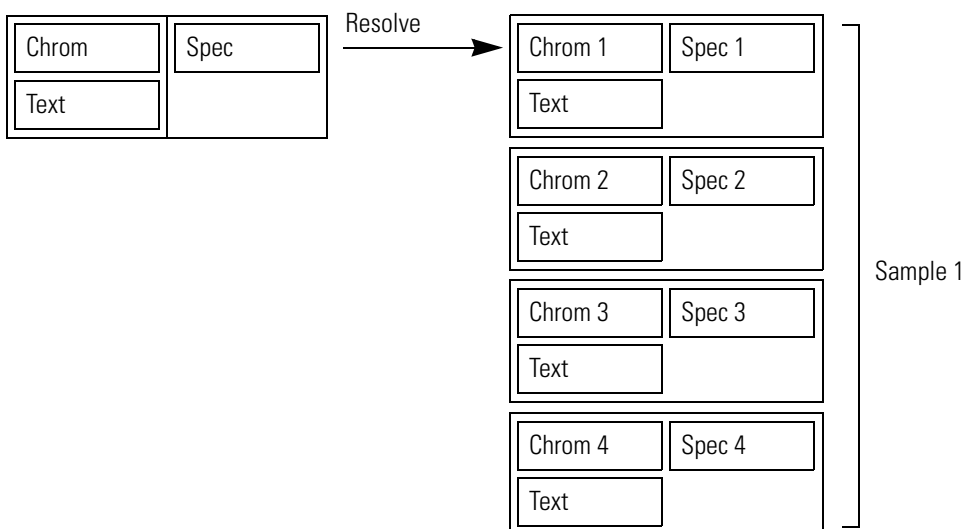 Chrom
Spec
Text
Resolve
Chrom 1
Spec 1
Text
Chrom 2
Spec 2
Text
Chrom 3
Spec 3
Text
Chrom 4
Spec 4
Text
Sample 1